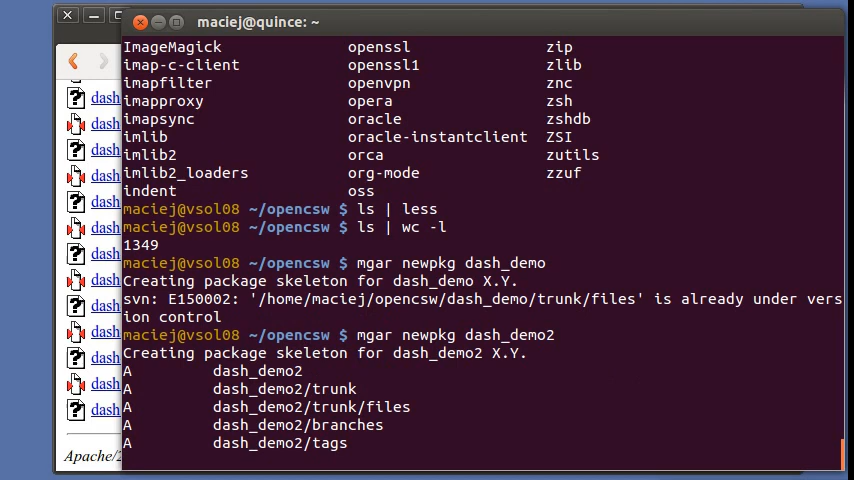 maciej@quince: ~
ImageMagick openssl zip
imap-c-client openssl1 zlib
imapfilter openvpn znc
imapproxy opera zsh
imapsync oracle zshdb
imlib oracle-instantclient ZSI
imlib2 orca zutils
imlib2_loaders org-mode zzuf
indent oss
maciej@vsol08 ~/opencsw $ ls | less
maciej@vsol08 ~/opencsw $ ls | wc -l
1349
maciej@vsol08 ~/opencsw $ mgar newpkg dash_demo
Creating package skeleton for dash_demo X.Y.
svn: E150002: '/home/maciej/opencsw/dash_demo/trunk/files' is already under vers
ion control
maciej@vsol08 ~/opencsw $ mgar newpkg dash_demo2
Creating package skeleton for dash_demo2 X.Y.
A dash_demo2
A dash_demo2/trunk
A dash_demo2/trunk/files
A dash_demo2/branches
A dash_demo2/tags
dash
dash
dash
dash
dash
dash
dash
dash
dash
dash
dash
dash
dash
Apache/2